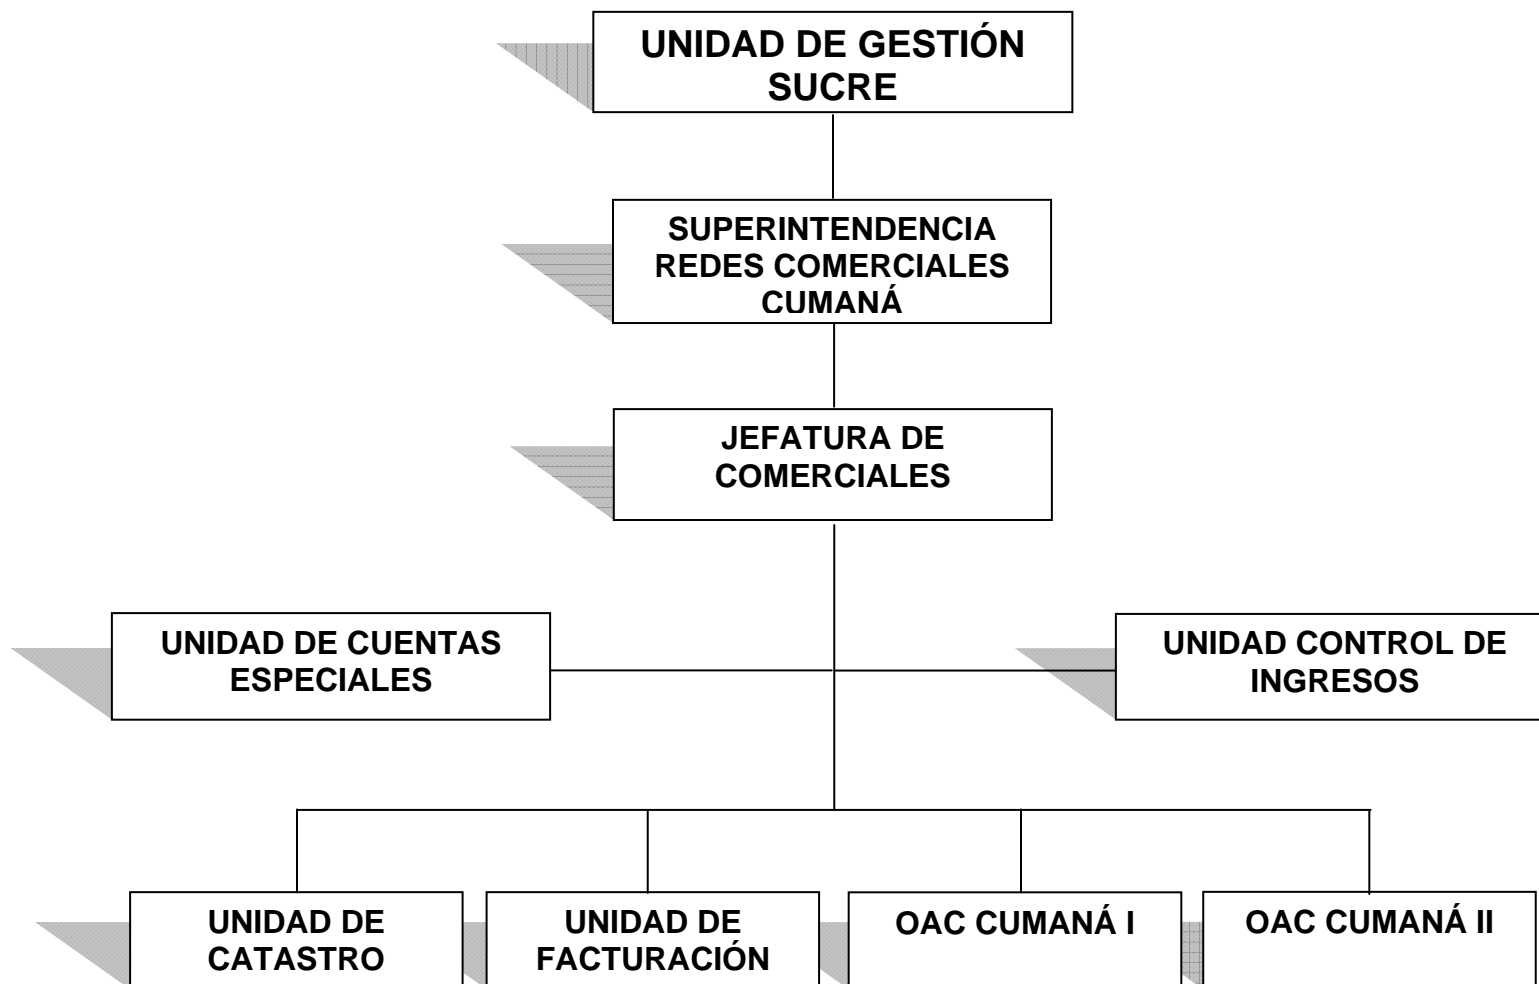 UNIDAD DE GESTIÓN
SUCRE
SUPERINTENDENCIA
REDES COMERCIALES
CUMANÁ
JEFATURA DE
COMERCIALES
UNIDAD DE CUENTAS
ESPECIALES
UNIDAD CONTROL DE
INGRESOS
UNIDAD DE
CATASTRO
UNIDAD DE
FACTURACIÓN
OAC CUMANÁ I
OAC CUMANÁ II